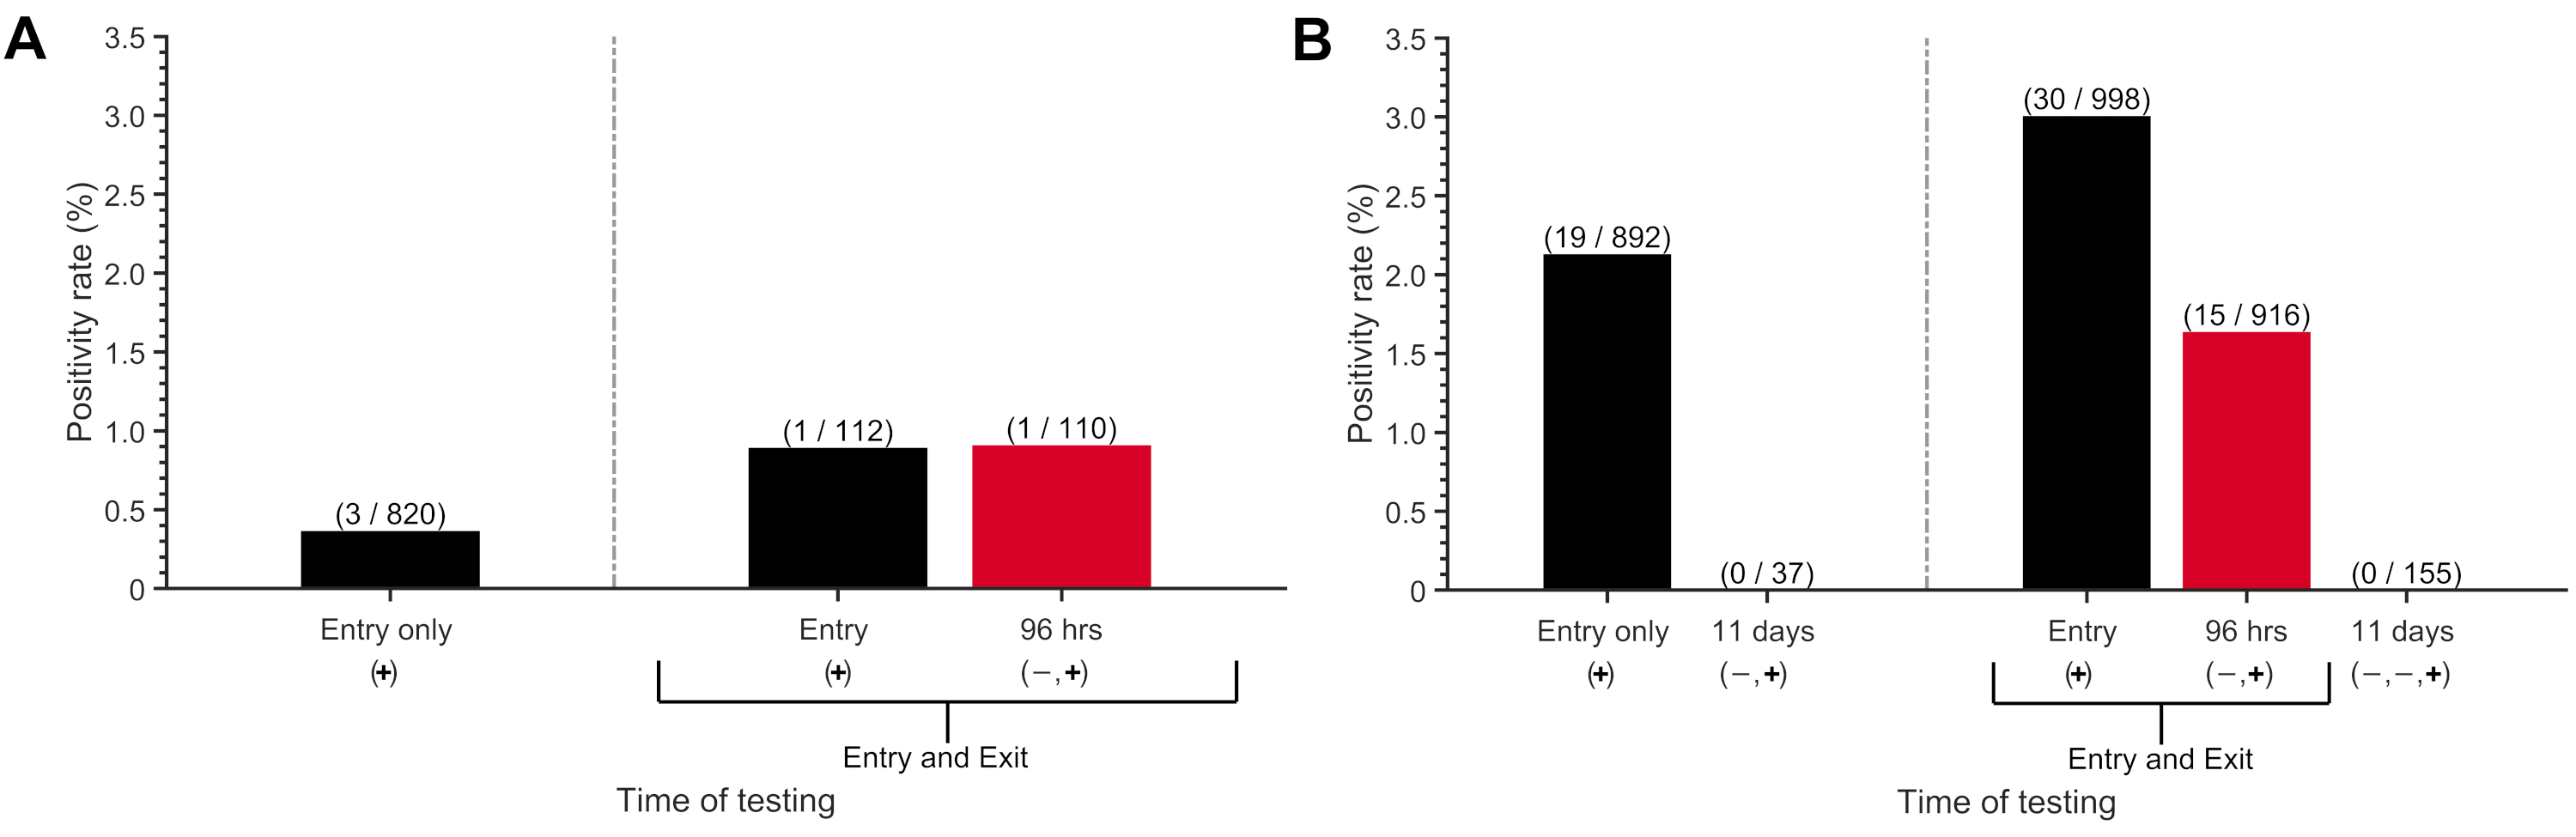 A
Positivity rate (%)
3.5
3.0
2.5
2.0
1.5
1.0
0.5
0
(3 / 820)
(1 / 112)
(1 / 110)
Entry only
Entry
96 hrs
(+)
(+)
(−,+)
Entry and Exit
Time of testing
B
Positivity rate (%)
3.5
3.0
2.5
2.0
1.5
1.0
0.5
0
(19 / 892)
(0 / 37)
(30 / 998)
(15 / 916)
(0 / 155)
Entry only
11 days
Entry
96 hrs
11 days
(+)
(−,+)
(+)
(−,+)
(−,−,+)
Entry and Exit
Time of testing